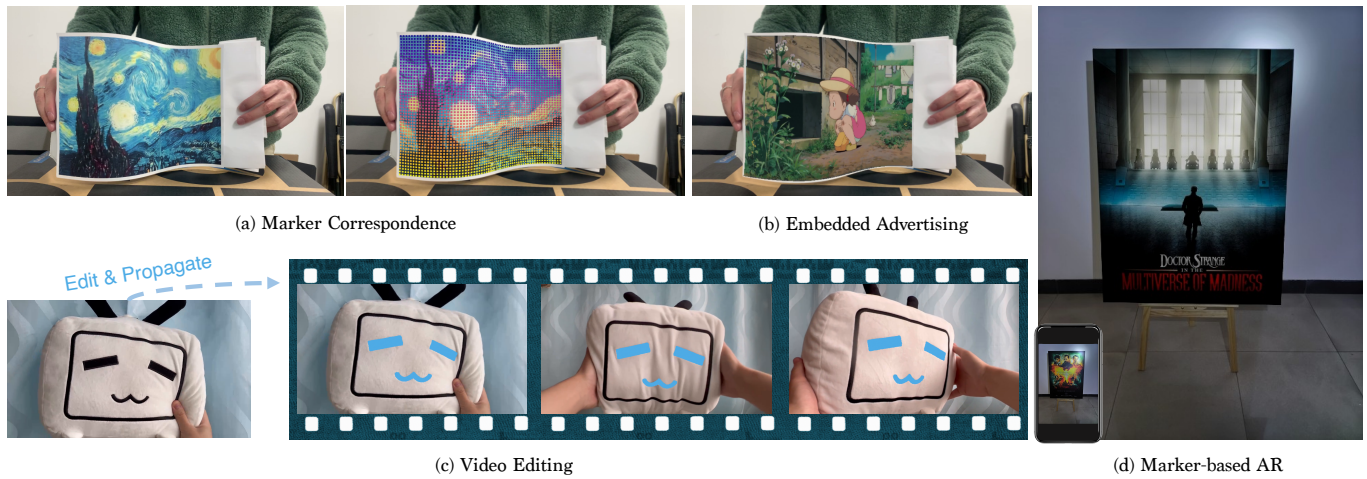 (a) Marker Correspondence
(b) Embedded Advertising
Edit & Propagate
(c) Video Editing
DOCTOR STRANGE
IN THE
MULTIVERSE OF MADNESS
(d) Marker-based AR